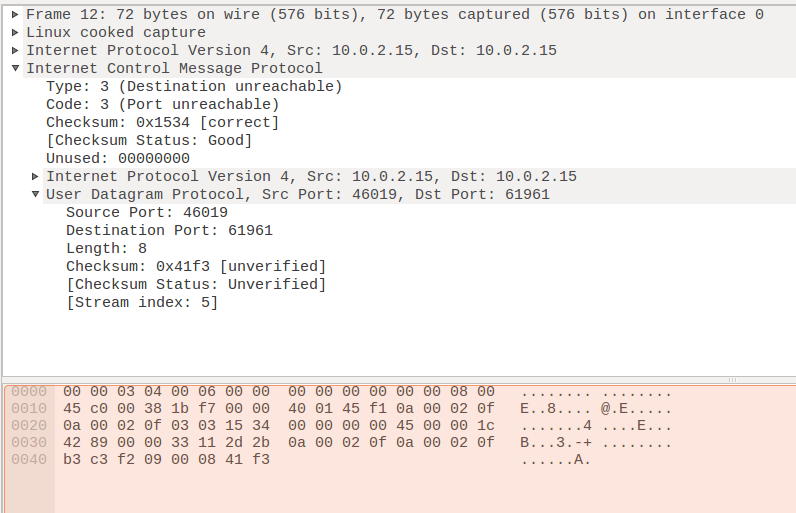 Frame 12: 72 bytes on wire (576 bits), 72 bytes captured (576 bits) on interface 0
Linux cooked capture
Internet Protocol Version 4, Src: 10.0.2.15, Dst: 10.0.2.15
Internet Control Message Protocol
Type: 3 (Destination unreachable)
Code: 3 (Port unreachable)
Checksum: 0x1534 [correct]
[Checksum Status: Good]
Unused: 00000000
Internet Protocol Version 4, Src: 10.0.2.15, Dst: 10.0.2.15
User Datagram Protocol, Src Port: 46019, Dst Port: 61961
Source Port: 46019
Destination Port: 61961
Length: 8
Checksum: 0x41f3 [unverified]
[Checksum Status: Unverified]
[Stream index: 5]
0000 00 00 03 04 00 06 00 00 00 00 00 00 00 00 08 00 ........ ........
0010 45 c0 00 38 1b f7 00 00 40 01 45 f1 0a 00 02 0f E..8.... @.E.....
0020 0a 00 02 0f 03 03 15 34 00 00 00 00 45 00 00 1c .......4 ....E...
0030 42 89 00 00 33 11 2d 2b 0a 00 02 0f 0a 00 02 0f B...3.-+ ........
0040 b3 c3 f2 09 00 08 41 f3 ......A.